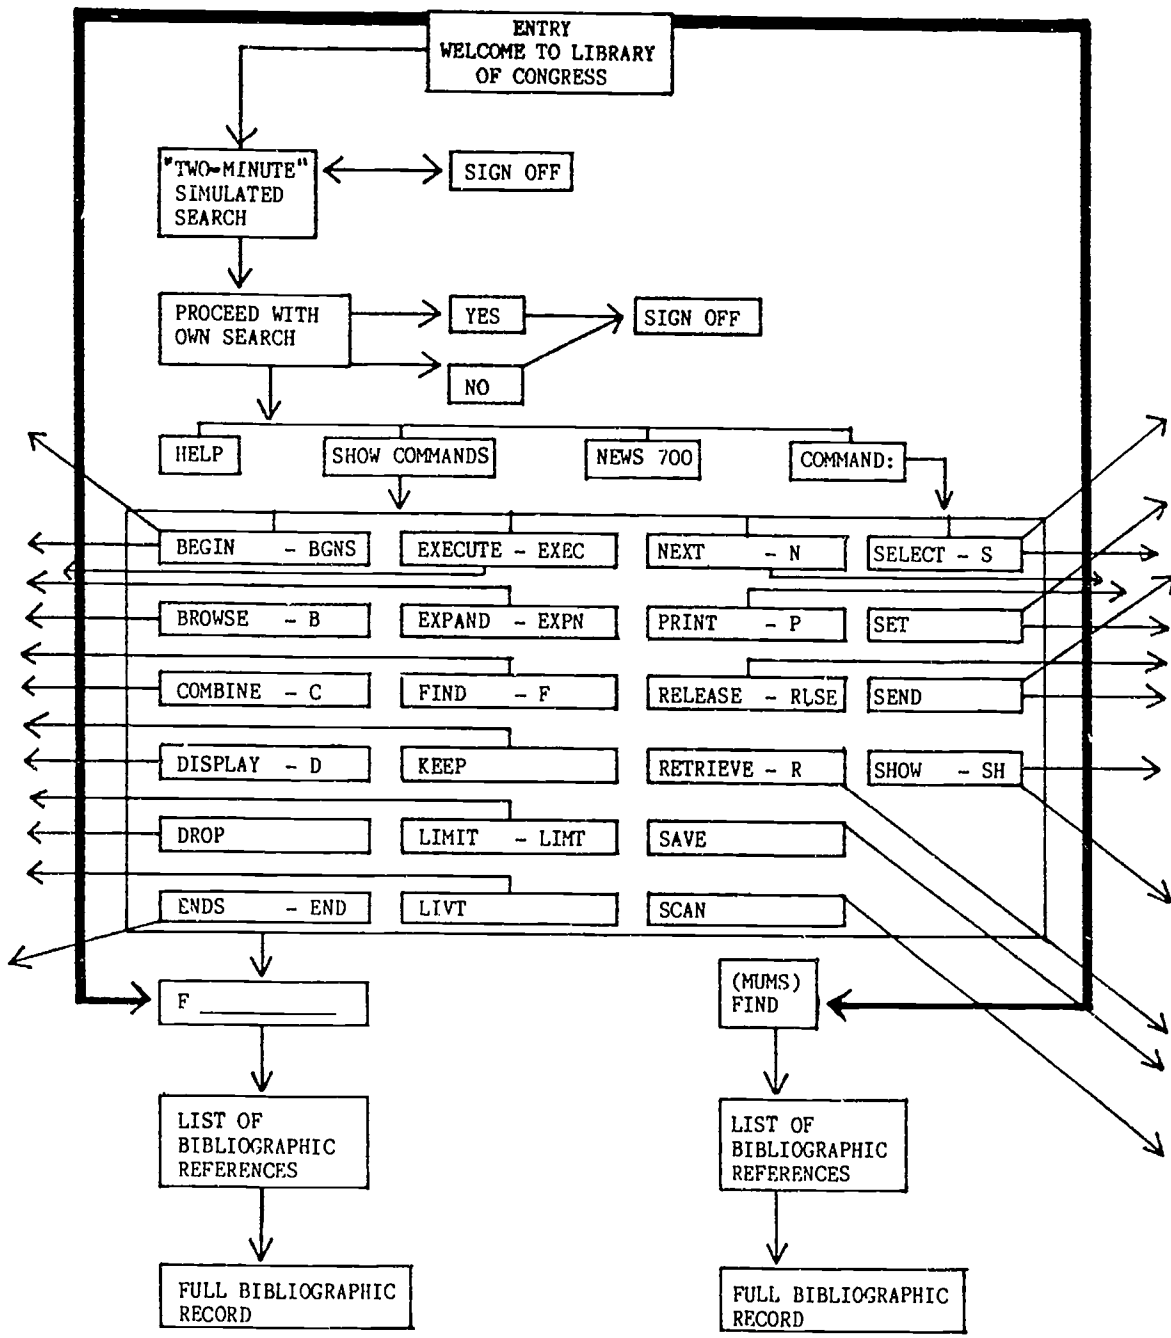 ENTRY
WELCOME TO LIBRARY
OF CONGRESS
"TWO-MINUTE"
SIMULATED
SEARCH
SIGN OFF
PROCEED WITH
OWN SEARCH
YES
SIGN OFF
NO
HELP
SHOW COMMANDS
NEWS 700
COMMAND:
BEGIN - BGNS
EXECUTE - EXEC
NEXT - N
SELECT - S
BROWSE - B
EXPAND - EXPN
PRINT - P
SET
COMBINE - C
FIND - F
RELEASE - RLSE
SEND
DISPLAY - D
KEEP
RETRIEVE - R
SHOW - SH
DROP
LIMIT - LIMT
SAVE
ENDS - END
LIVT
SCAN
F ____________
(MUMS)
FIND
LIST OF
BIBLIOGRAPHIC
REFERENCES
LIST OF
BIBLIOGRAPHIC
REFERENCES
FULL BIBLIOGRAPHIC
RECORD
FULL BIBLIOGRAPHIC
RECORD